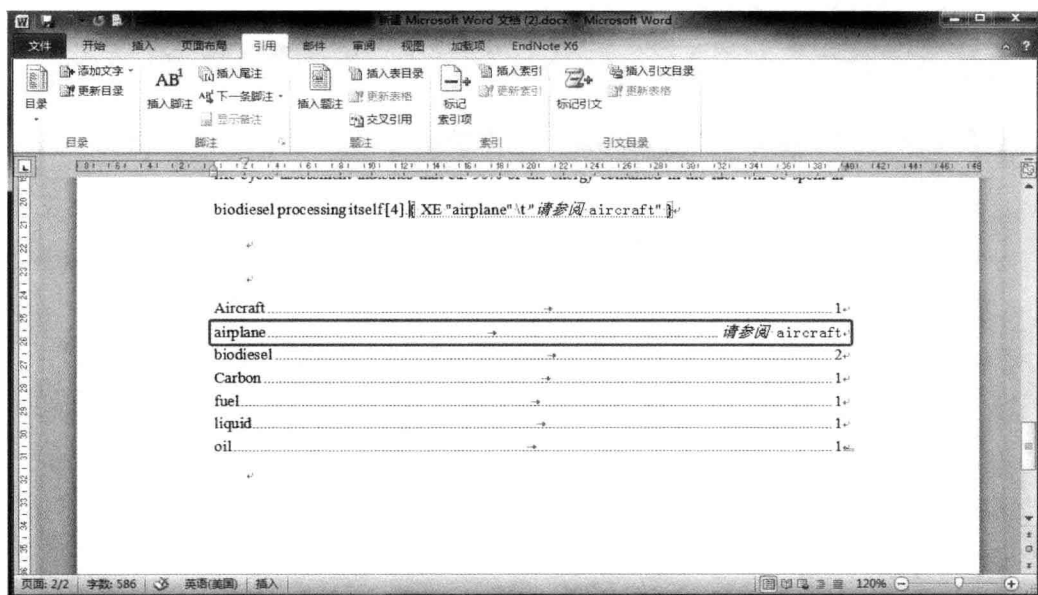 新建 Microsoft Word 文档 (2).docx - Microsoft Word
文件 开始 插入 页面布局 引用 邮件 审阅 视图 加载项 EndNote X6
目录
添加文字
更新目录
目录
AB1
插入脚注
插入尾注
下一条脚注
显示备注
脚注
插入题注
插入表目录
更新表格
交叉引用
题注
标记
索引项
插入索引
更新索引
索引
标记引文
插入引文目录
更新表格
引文目录
biodiesel processing itself[4].{ XE "airplane" \t"请参阅 aircraft" }
Aircraft 1
airplane 请参阅 aircraft
biodiesel 2
Carbon 1
fuel 1
liquid 1
oil 1
页面: 2/2 字数: 586 英语(美国) 插入 120%